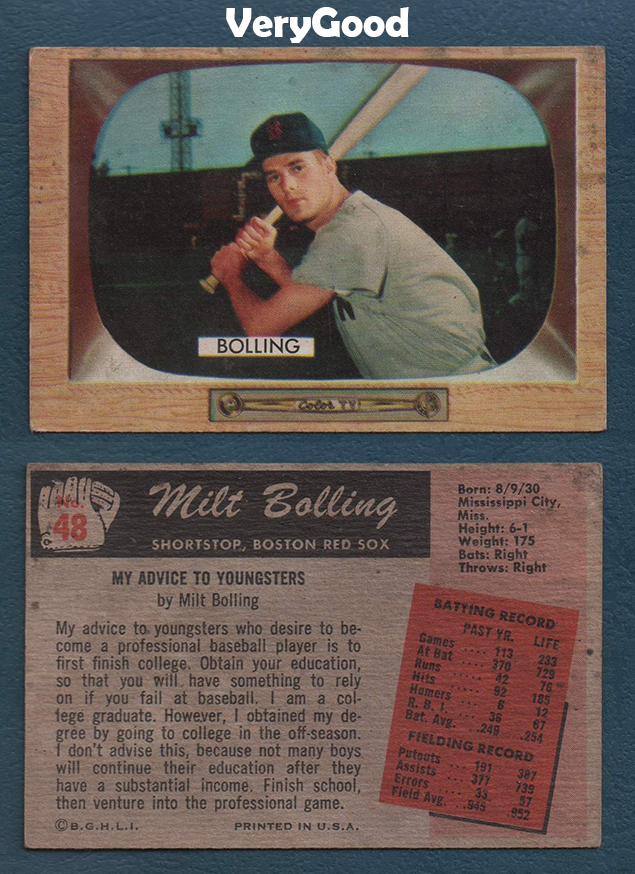 VeryGood
BOLLING
Color TV!
No.
48
Milt Bolling
SHORTSTOP, BOSTON RED SOX
Born: 8/9/30
Mississippi City,
Miss.
Height: 6-1
Weight: 175
Bats: Right
Throws: Right
MY ADVICE TO YOUNGSTERS
by Milt Bolling
My advice to youngsters who desire to be-
come a professional baseball player is to
first finish college. Obtain your education,
so that you will have something to rely
on if you fail at baseball. I am a col-
lege graduate. However, I obtained my de-
gree by going to college in the off-season.
I don't advise this, because not many boys
will continue their education after they
have a substantial income. Finish school,
then venture into the professional game.
BATTING RECORD
PAST YR. LIFE
Games .... 113 233
At Bat .... 370 729
Runs .... 42 76
Hits .... 92 185
Homers .... 6 12
R. B. I. .... 36 67
Bat. Avg. .. .249 .254
FIELDING RECORD
Putouts .... 191 387
Assists .... 377 739
Errors .... 33 57
Field Avg. .. .945 .952
©B.G.H.L.I. PRINTED IN U.S.A.